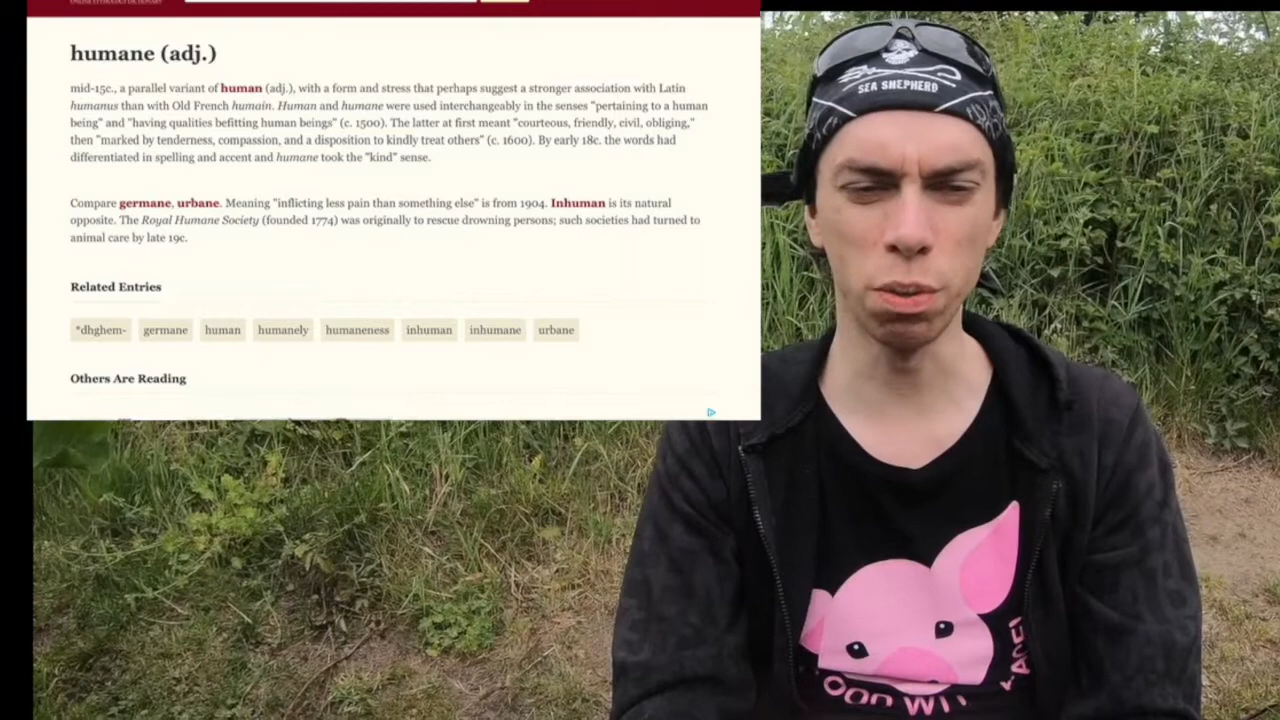 humane (adj.)
mid-15c., a parallel variant of human (adj.), with a form and stress that perhaps suggest a stronger association with Latin
humanus than with Old French humain. Human and humane were used interchangeably in the senses "pertaining to a human
being" and "having qualities befitting human beings" (c. 1500). The latter at first meant "courteous, friendly, civil, obliging,"
then "marked by tenderness, compassion, and a disposition to kindly treat others" (c. 1600). By early 18c. the words had
differentiated in spelling and accent and humane took the "kind" sense.
Compare germane, urbane. Meaning "inflicting less pain than something else" is from 1904. Inhuman is its natural
opposite. The Royal Humane Society (founded 1774) was originally to rescue drowning persons; such societies had turned to
animal care by late 19c.
Related Entries
*dhghem- germane human humanely humaneness inhuman inhumane urbane
Others Are Reading
SEA SHEPHERD